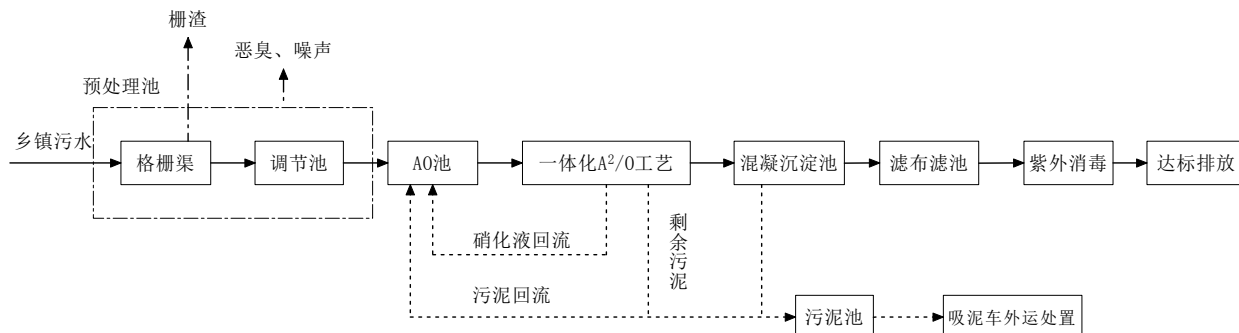 栅渣
恶臭、噪声
预处理池
乡镇污水
格栅渠
调节池
AO池
一体化A²/O工艺
混凝沉淀池
滤布滤池
紫外消毒
达标排放
硝化液回流
剩余污泥
污泥回流
污泥池
吸泥车外运处置